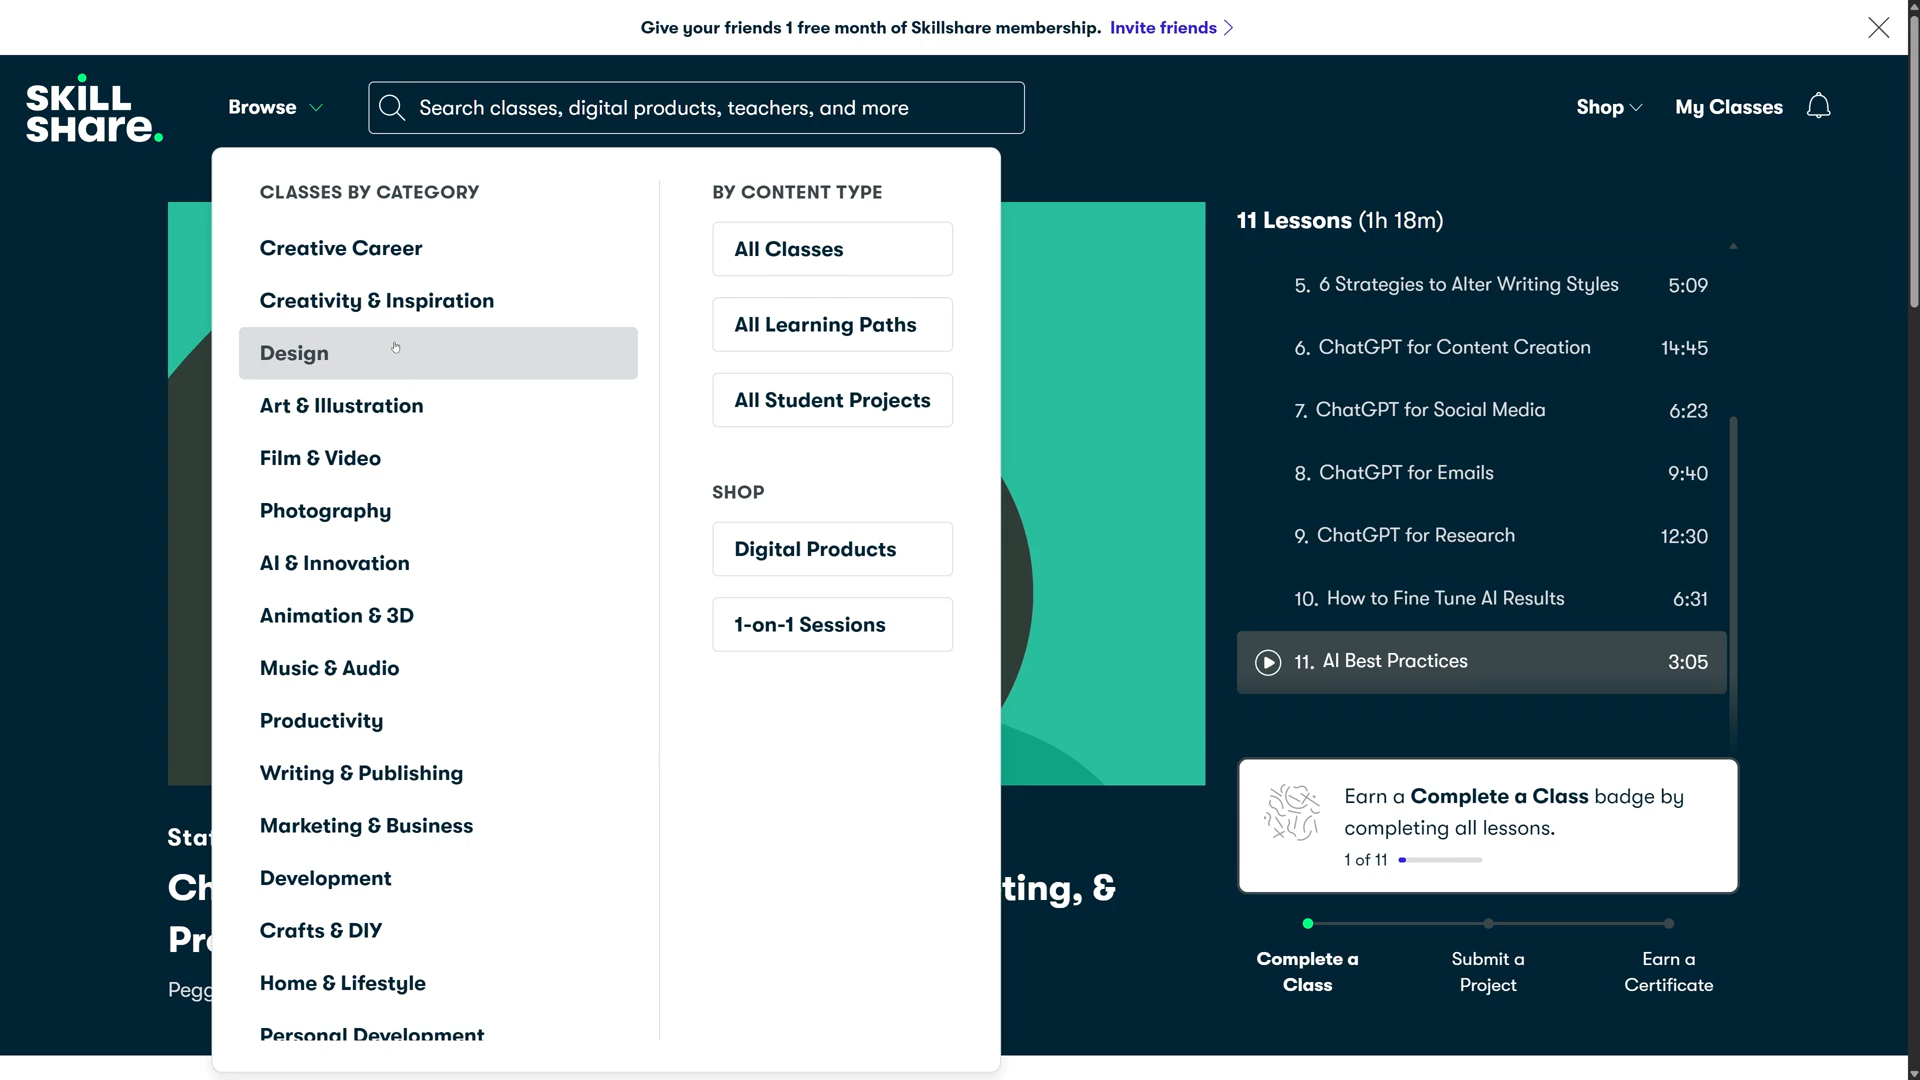 Give your friends 1 free month of Skillshare membership. Invite friends
SKILL
SHare.
Browse
Search classes, digital products, teachers, and more
Shop
My Classes
CLASSES BY CATEGORY
Creative Career
Creativity & Inspiration
Design
Art & Illustration
Film & Video
Photography
AI & Innovation
Animation & 3D
Music & Audio
Productivity
Writing & Publishing
Marketing & Business
Development
Crafts & DIY
Home & Lifestyle
Personal Development
BY CONTENT TYPE
All Classes
All Learning Paths
All Student Projects
SHOP
Digital Products
1-on-1 Sessions
11 Lessons (1h 18m)
5. 6 Strategies to Alter Writing Styles 5:09
6. ChatGPT for Content Creation 14:45
7. ChatGPT for Social Media 6:23
8. ChatGPT for Emails 9:40
9. ChatGPT for Research 12:30
10. How to Fine Tune AI Results 6:31
11. AI Best Practices 3:05
Earn a Complete a Class badge by
completing all lessons.
1 of 11
Complete a
Class
Submit a
Project
Earn a
Certificate
ting, &